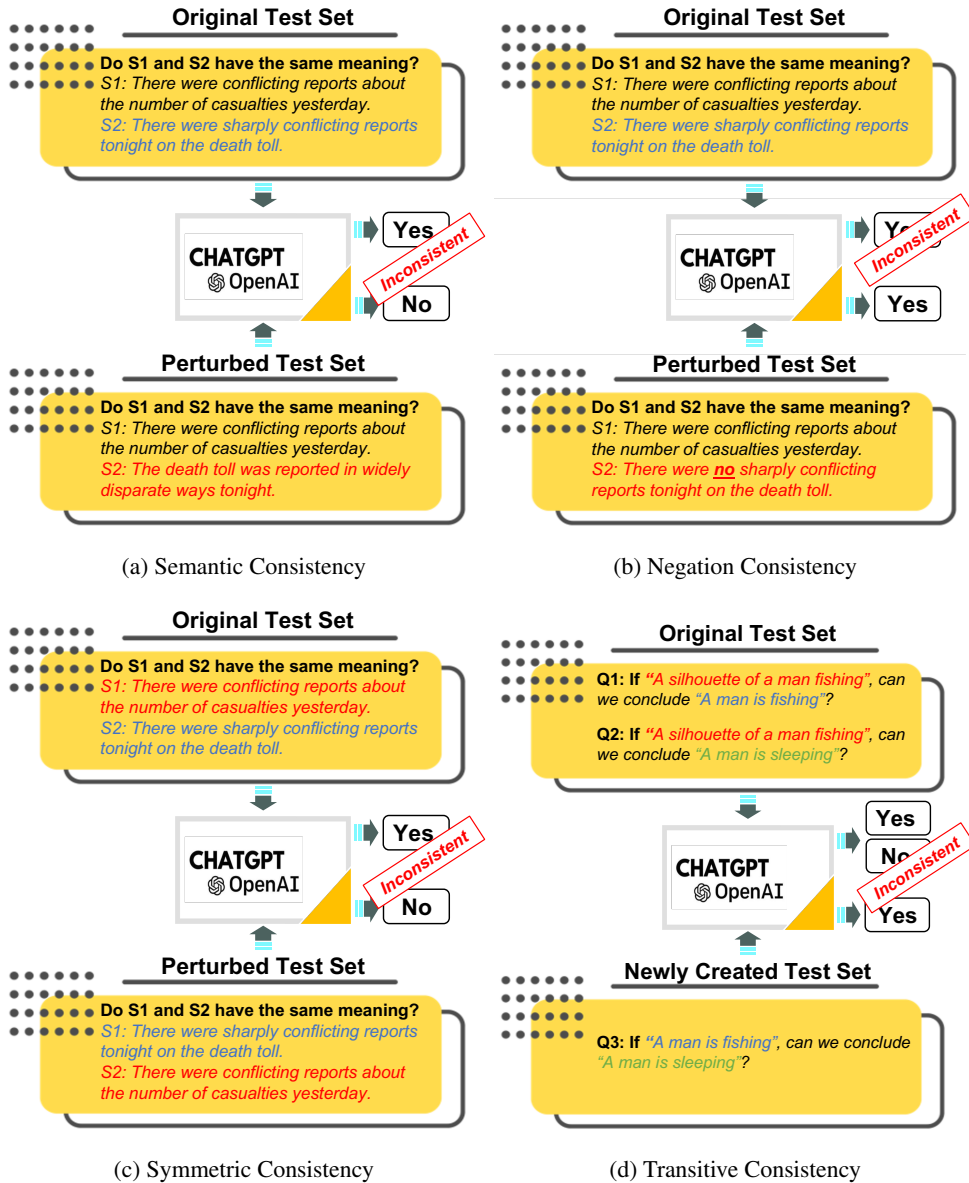 Original Test Set
Do S1 and S2 have the same meaning?
S1: There were conflicting reports about
the number of casualties yesterday.
S2: There were sharply conflicting reports
tonight on the death toll.
CHATGPT
OpenAI
Yes
Inconsistent
No
Perturbed Test Set
Do S1 and S2 have the same meaning?
S1: There were conflicting reports about
the number of casualties yesterday.
S2: The death toll was reported in widely
disparate ways tonight.
(a) Semantic Consistency
Original Test Set
Do S1 and S2 have the same meaning?
S1: There were conflicting reports about
the number of casualties yesterday.
S2: There were sharply conflicting reports
tonight on the death toll.
CHATGPT
OpenAI
Yes
Inconsistent
Yes
Perturbed Test Set
Do S1 and S2 have the same meaning?
S1: There were conflicting reports about
the number of casualties yesterday.
S2: There were no sharply conflicting
reports tonight on the death toll.
(b) Negation Consistency
Original Test Set
Do S1 and S2 have the same meaning?
S1: There were conflicting reports about
the number of casualties yesterday.
S2: There were sharply conflicting reports
tonight on the death toll.
CHATGPT
OpenAI
Yes
Inconsistent
No
Perturbed Test Set
Do S1 and S2 have the same meaning?
S1: There were sharply conflicting reports
tonight on the death toll.
S2: There were conflicting reports about
the number of casualties yesterday.
(c) Symmetric Consistency
Original Test Set
Q1: If “A silhouette of a man fishing”, can
we conclude “A man is fishing”?
Q2: If “A silhouette of a man fishing”, can
we conclude “A man is sleeping”?
CHATGPT
OpenAI
Yes
No
Inconsistent
Yes
Newly Created Test Set
Q3: If “A man is fishing”, can we conclude
“A man is sleeping”?
(d) Transitive Consistency